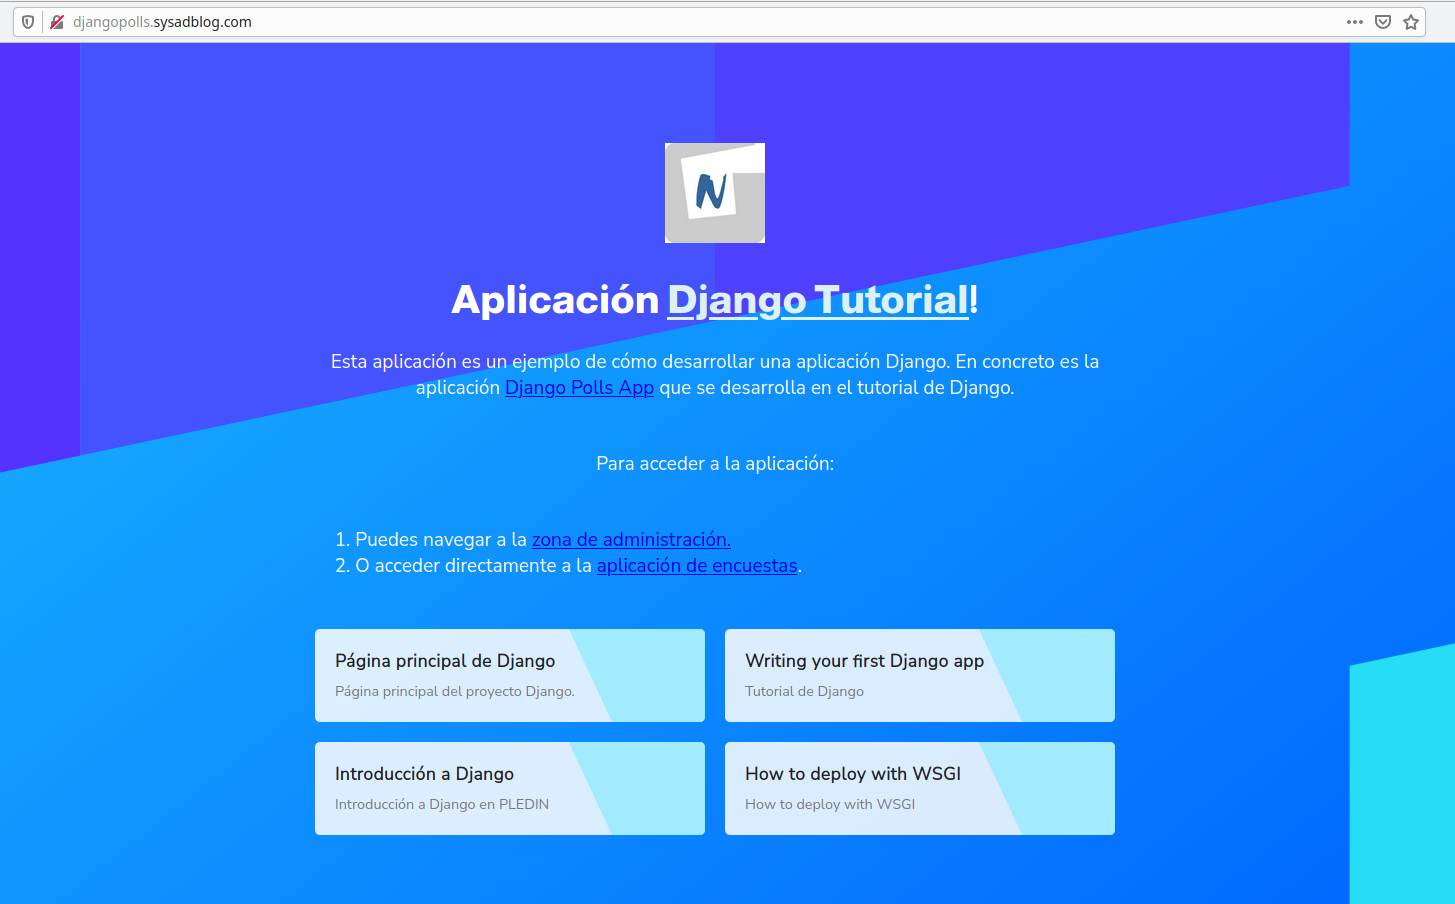 djangopolls.sysadblog.com
N
Aplicación Django Tutorial!
Esta aplicación es un ejemplo de cómo desarrollar una aplicación Django. En concreto es la
aplicación Django Polls App que se desarrolla en el tutorial de Django.
Para acceder a la aplicación:
1. Puedes navegar a la zona de administración.
2. O acceder directamente a la aplicación de encuestas.
Página principal de Django
Página principal del proyecto Django.
Writing your first Django app
Tutorial de Django
Introducción a Django
Introducción a Django en PLEDIN
How to deploy with WSGI
How to deploy with WSGI